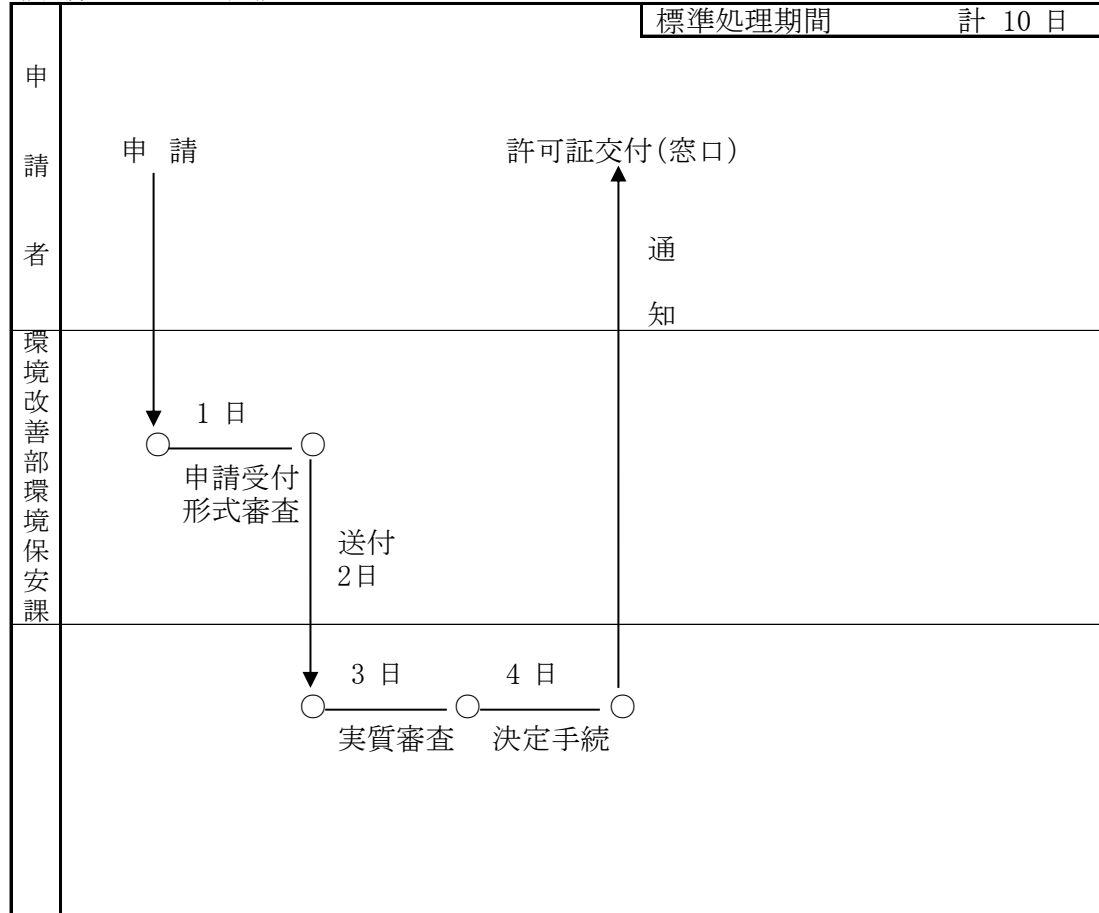 標準処理期間 計 10 日
申請者
申 請
許可証交付(窓口)
通知
環境改善部環境保安課
1 日
申請受付
形式審査
送付
2日
3 日
4 日
実質審査
決定手続